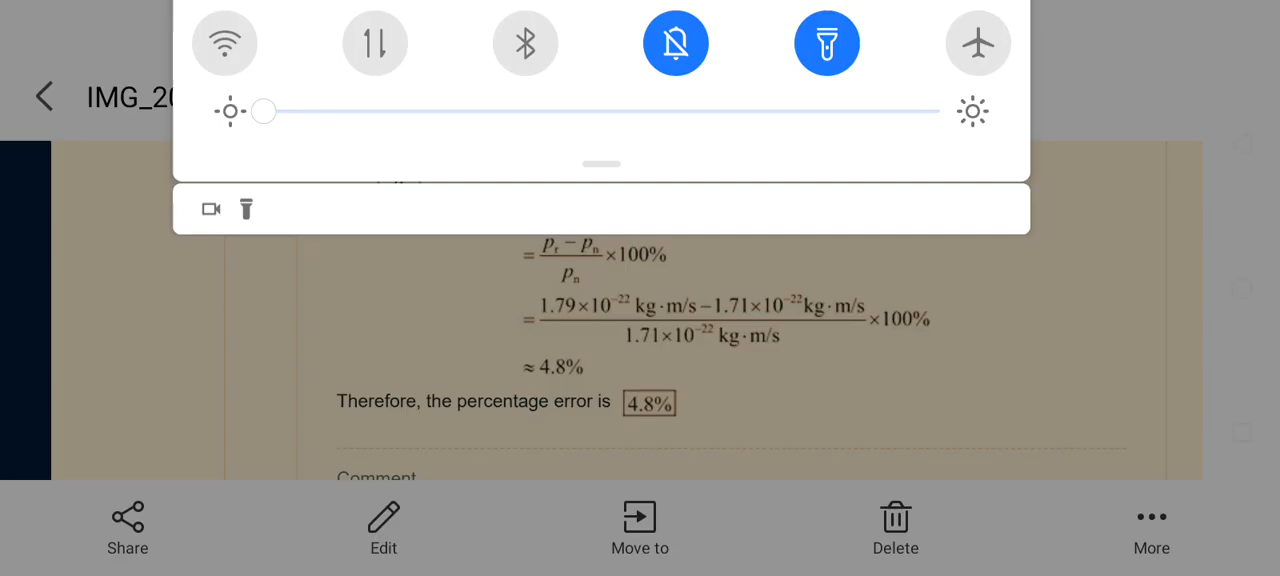 IMG_20
= (p_r − p_n) / p_n ×100%
= (1.79×10⁻²² kg·m/s−1.71×10⁻²² kg·m/s) / (1.71×10⁻²² kg·m/s) ×100%
≈ 4.8%
Therefore, the percentage error is 4.8%
Comment
Share Edit Move to Delete More